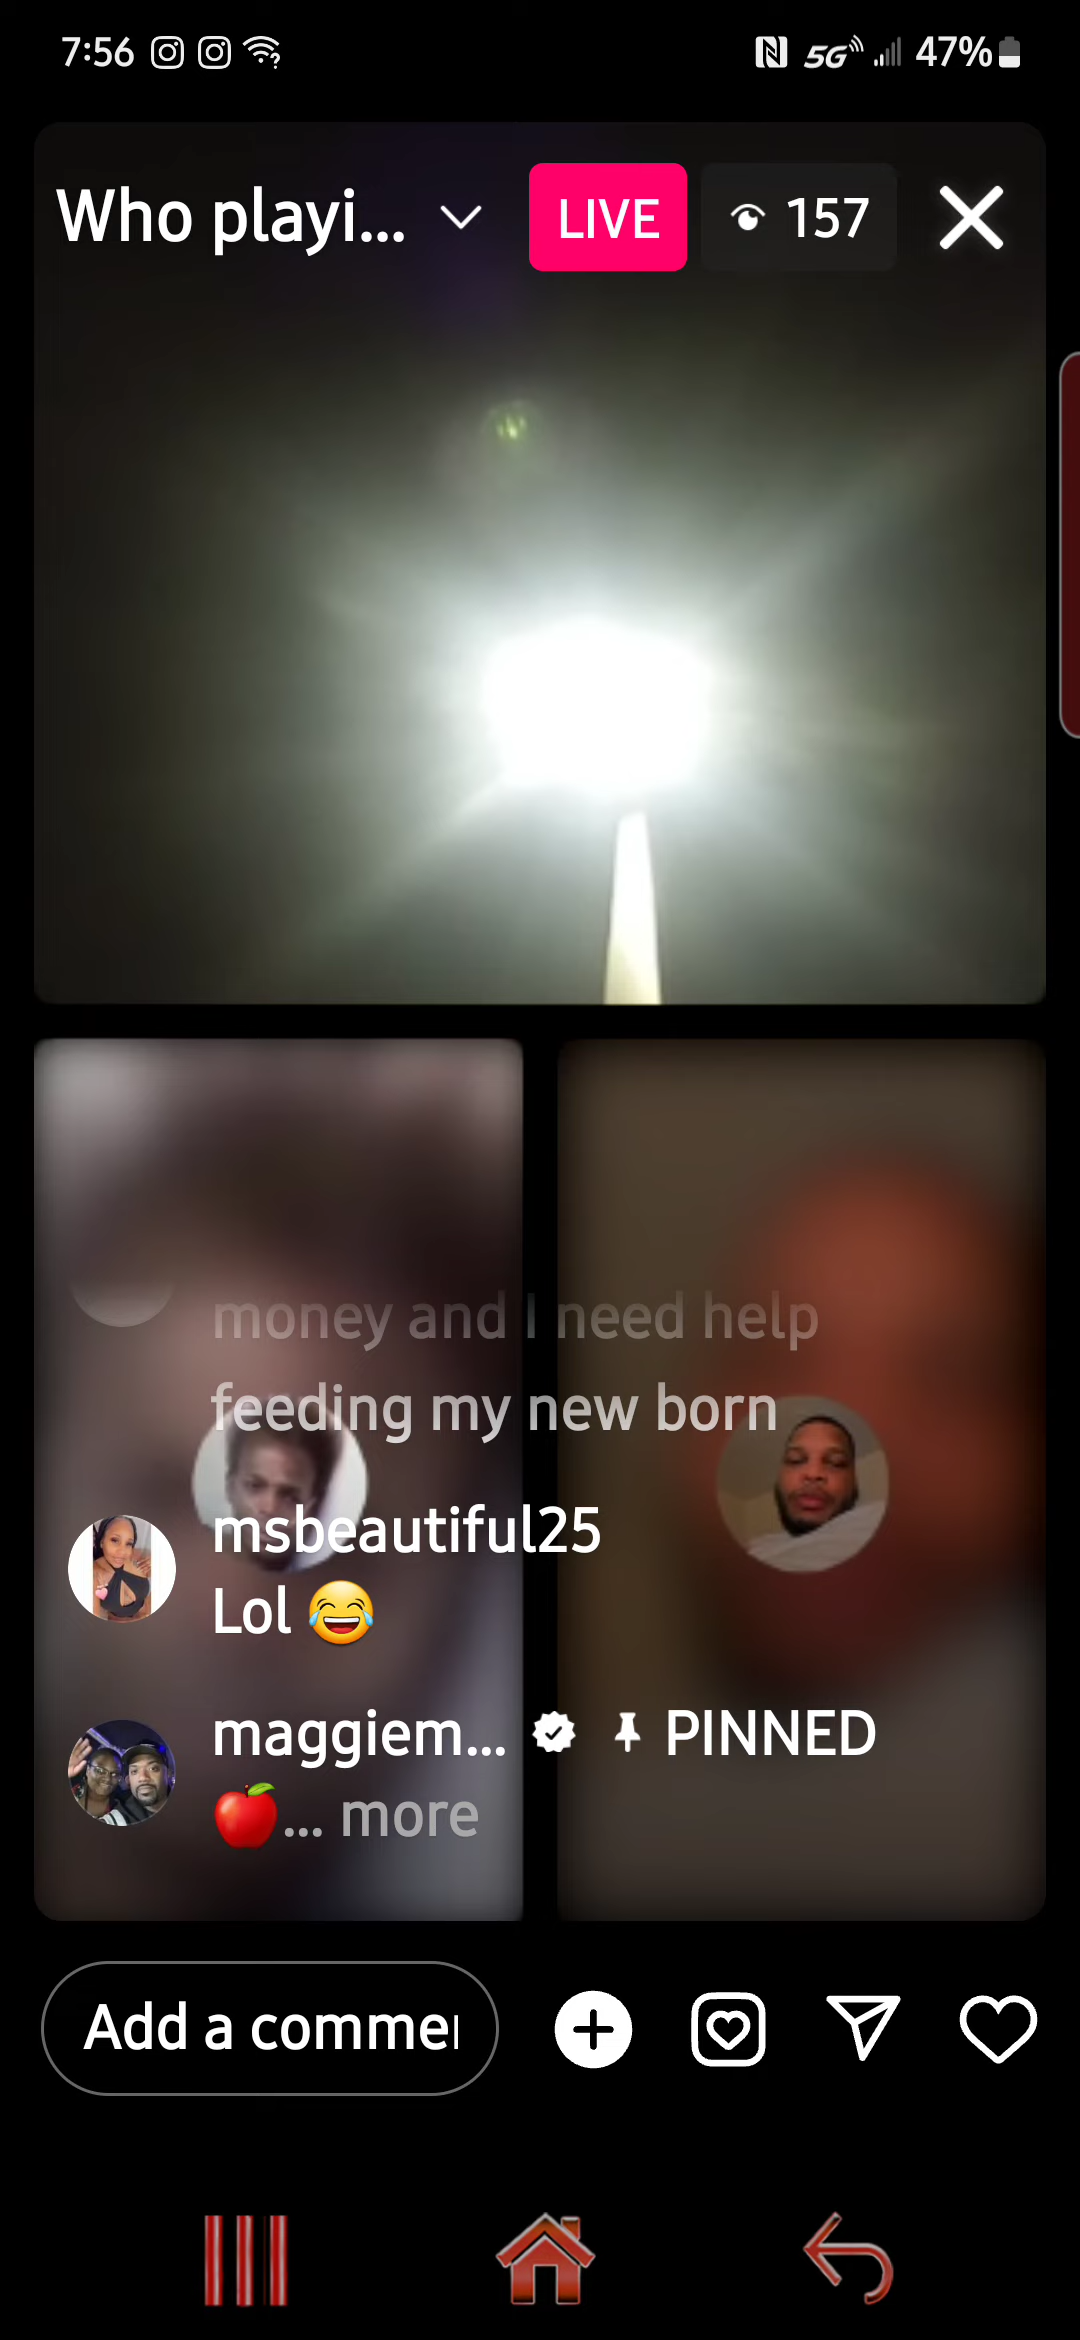 7:56 5G 47%
Who playi... LIVE 157
money and I need help
feeding my new born
msbeautiful25
Lol 😂
maggiem... PINNED
🍎... more
Add a comme